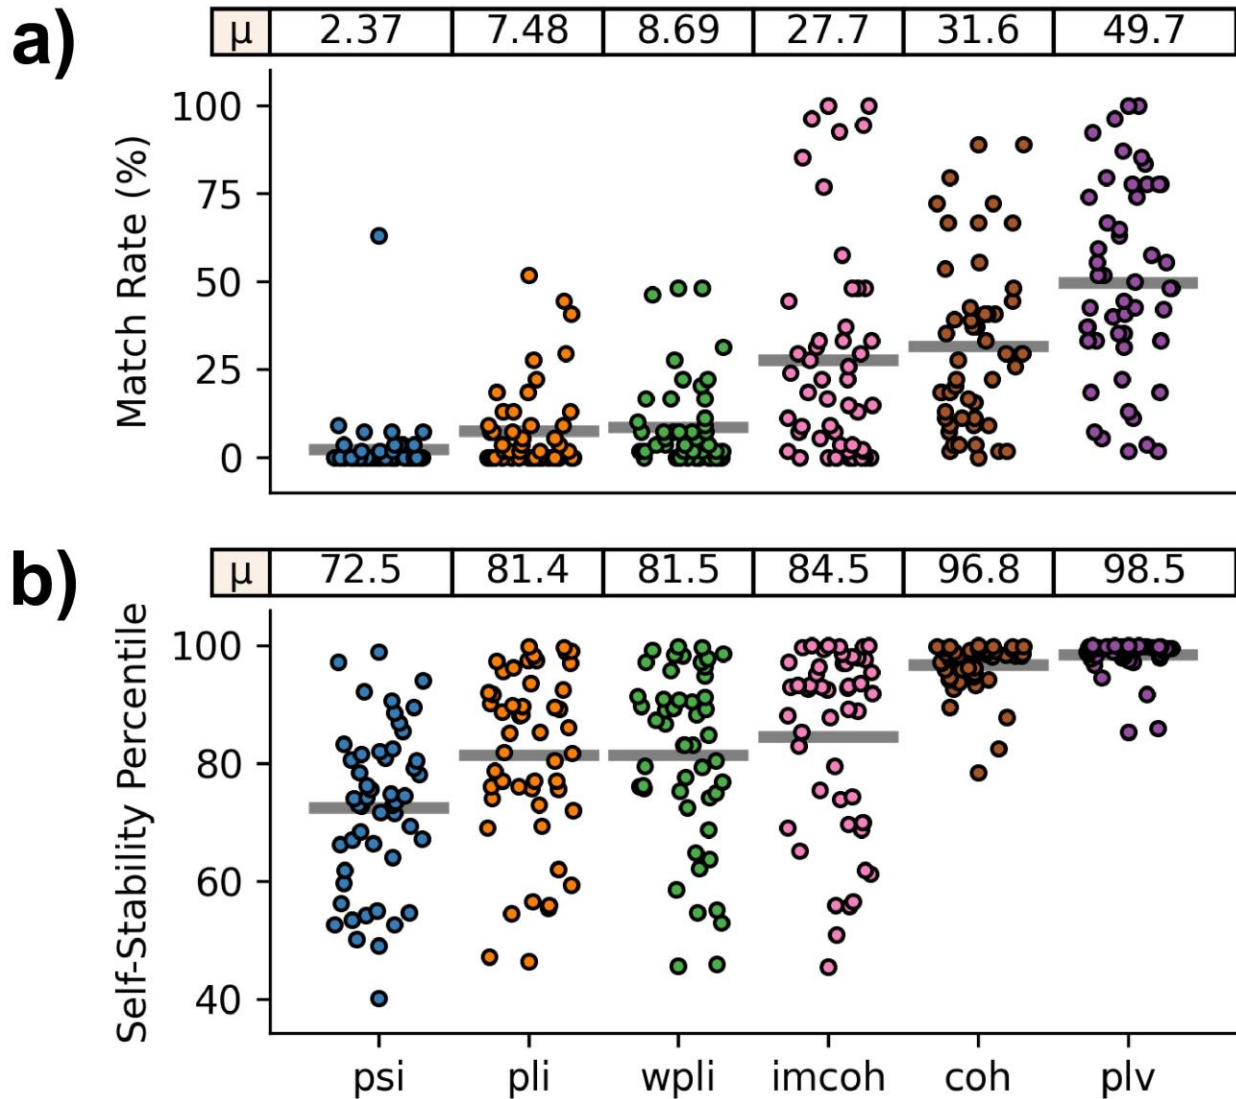 a)
μ 2.37 7.48 8.69 27.7 31.6 49.7
Match Rate (%)
100
75
50
25
0
b)
μ 72.5 81.4 81.5 84.5 96.8 98.5
Self-Stability Percentile
100
80
60
40
psi pli wpli imcoh coh plv